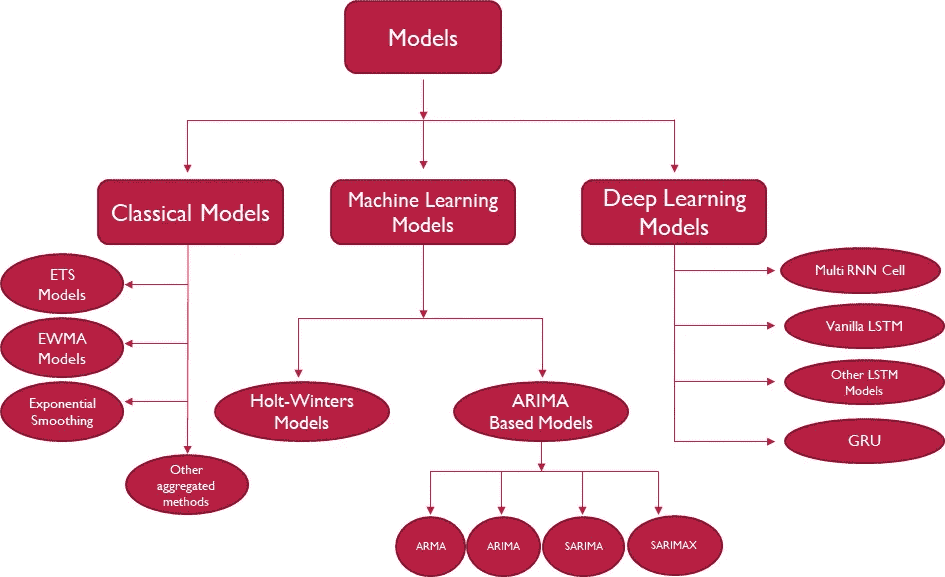 Models
Classical Models
Machine Learning
Models
Deep Learning
Models
ETS
Models
EWMA
Models
Exponential
Smoothing
Other
aggregated
methods
Holt-Winters
Models
ARIMA
Based Models
ARMA
ARIMA
SARIMA
SARIMAX
Multi RNN Cell
Vanilla LSTM
Other LSTM
Models
GRU